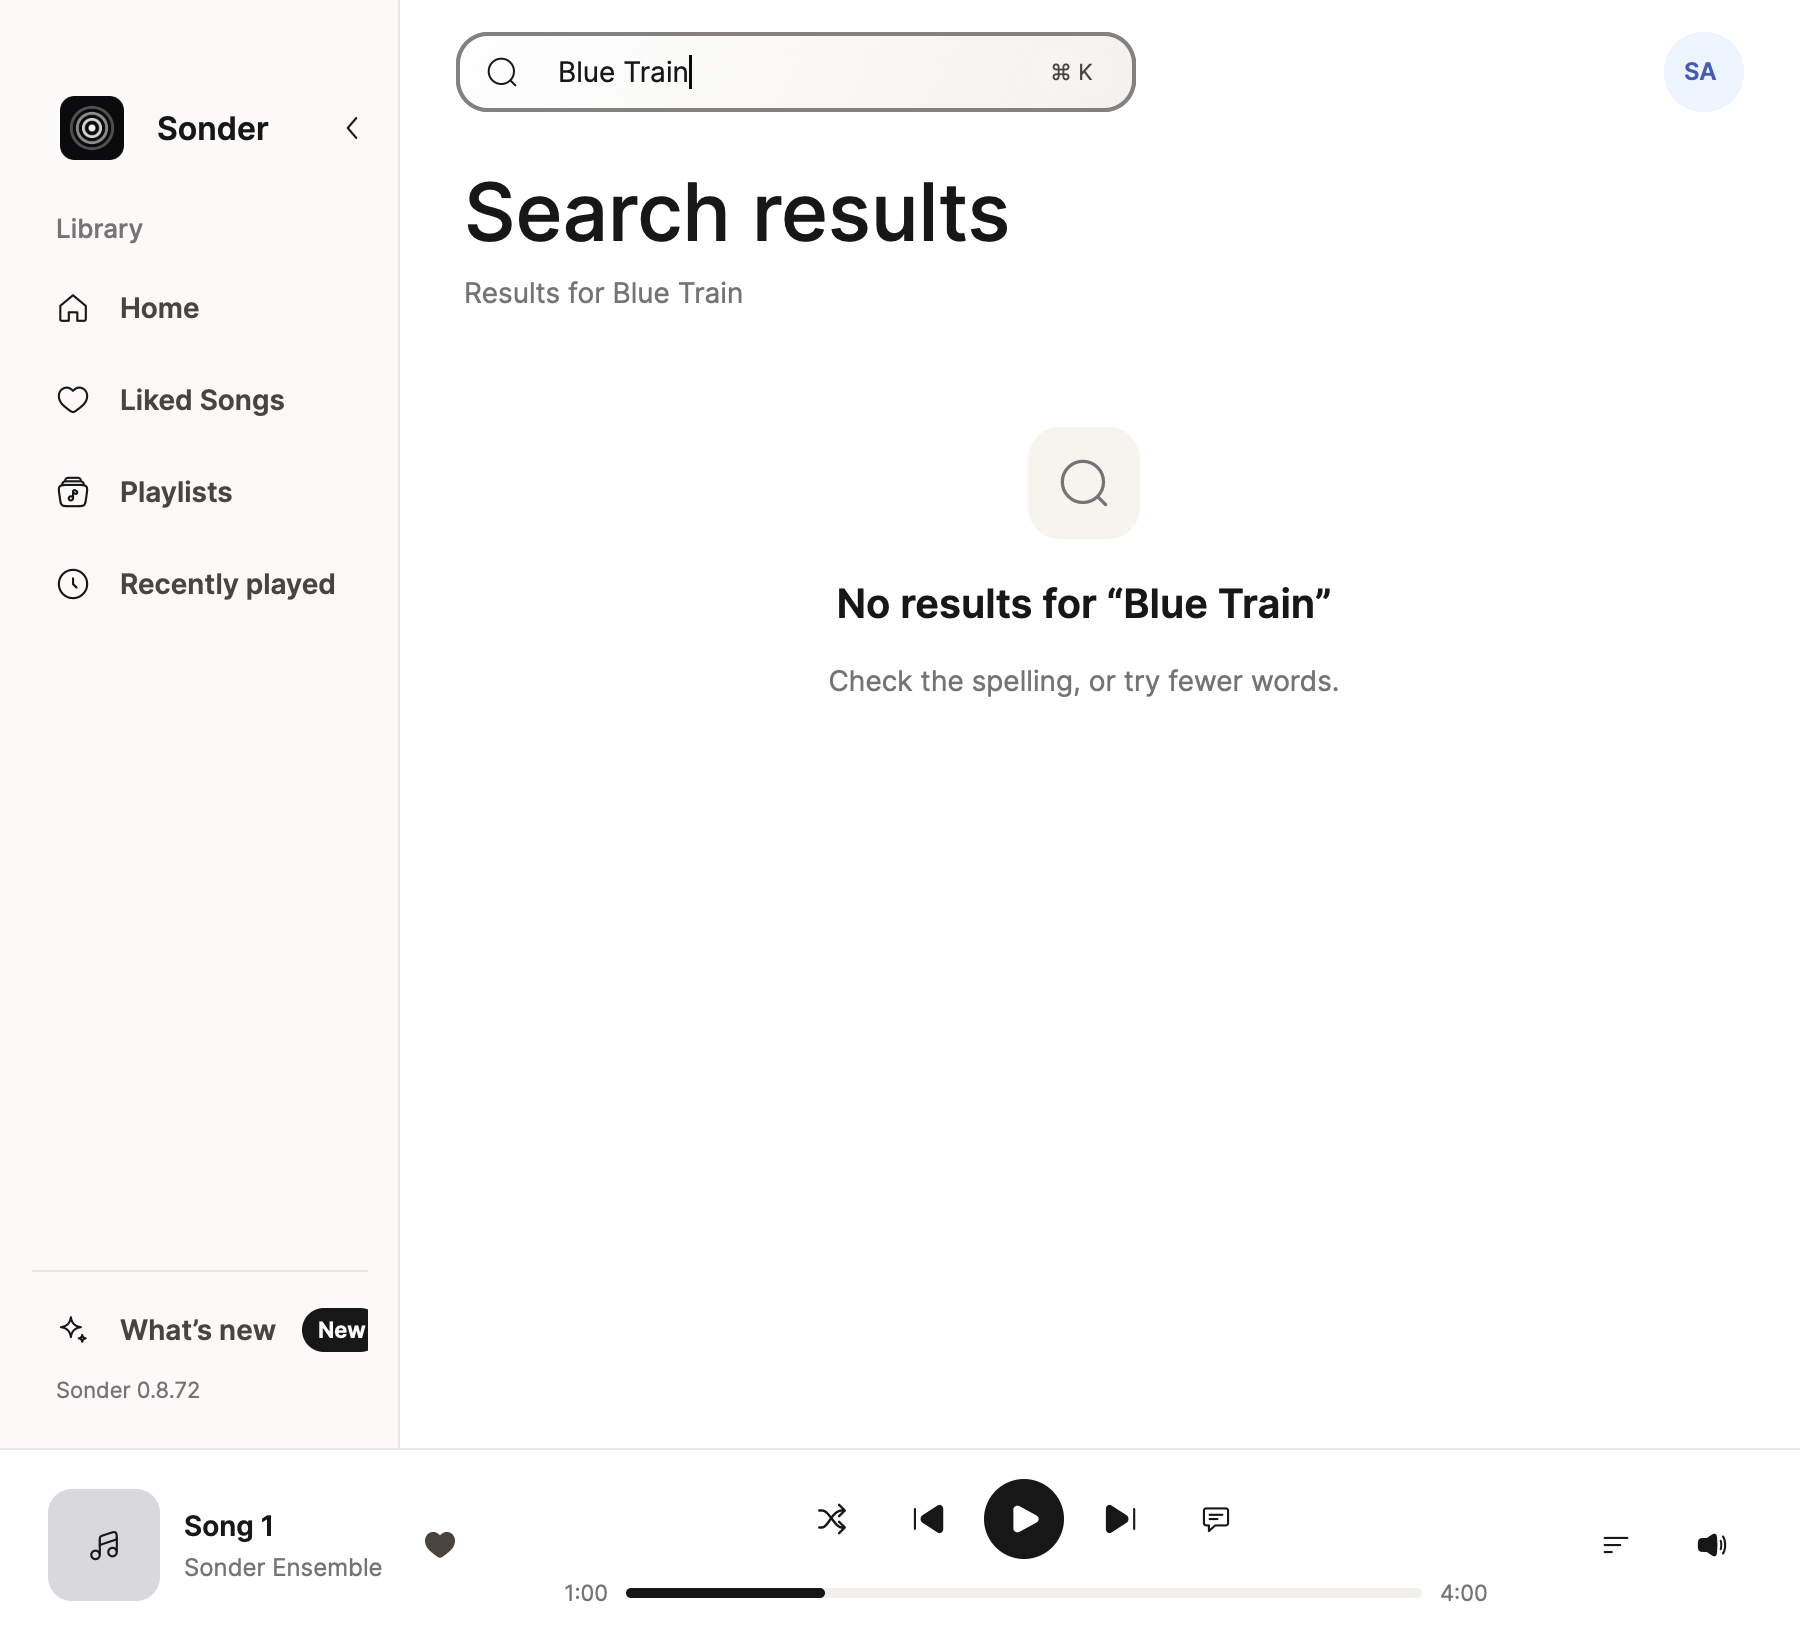 Blue Train
⌘ K
SA
Sonder
Library
Home
Liked Songs
Playlists
Recently played
Search results
Results for Blue Train
No results for “Blue Train”
Check the spelling, or try fewer words.
What’s new
New
Sonder 0.8.72
Song 1
Sonder Ensemble
1:00
4:00